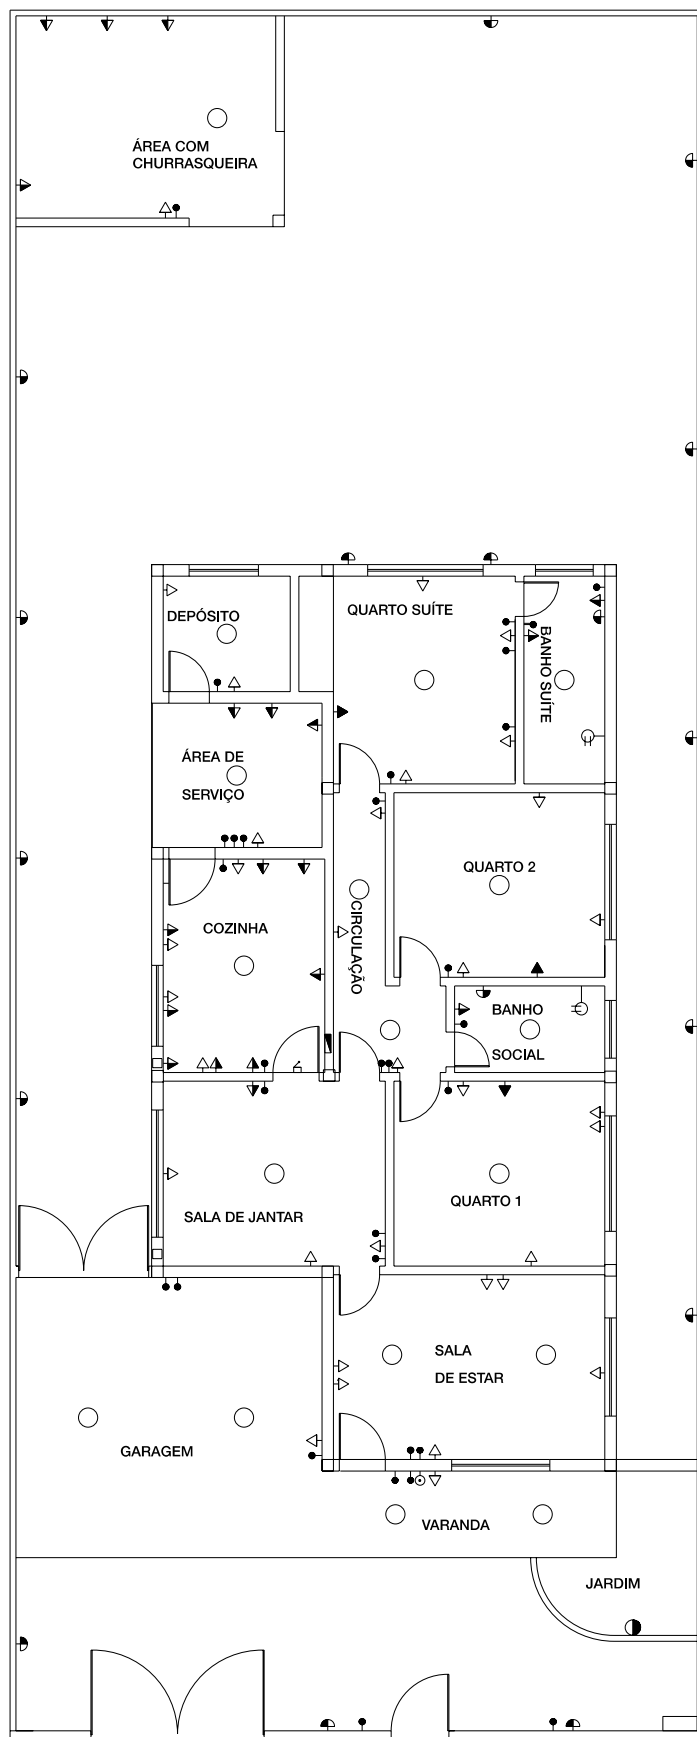 ÁREA COM
CHURRASQUEIRA
DEPÓSITO
QUARTO SUÍTE
BANHO SUÍTE
ÁREA DE
SERVIÇO
QUARTO 2
CIRCULAÇÃO
COZINHA
BANHO
SOCIAL
SALA DE JANTAR
QUARTO 1
SALA
DE ESTAR
GARAGEM
VARANDA
JARDIM